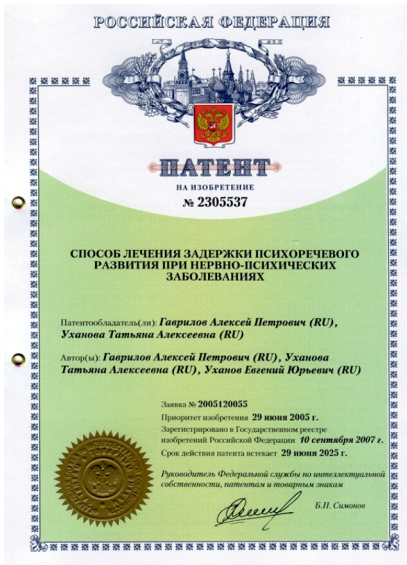 РОССИЙСКАЯ ФЕДЕРАЦИЯ
ПАТЕНТ
НА ИЗОБРЕТЕНИЕ
№ 2305537
СПОСОБ ЛЕЧЕНИЯ ЗАДЕРЖКИ ПСИХОРЕЧЕВОГО
РАЗВИТИЯ ПРИ НЕРВНО-ПСИХИЧЕСКИХ
ЗАБОЛЕВАНИЯХ
Патентообладатель(ли): Гаврилов Алексей Петрович (RU),
Уханова Татьяна Алексеевна (RU)
Автор(ы): Гаврилов Алексей Петрович (RU), Уханова
Татьяна Алексеевна (RU), Уханов Евгений Юрьевич (RU)
Заявка № 2005120055
Приоритет изобретения 29 июня 2005 г.
Зарегистрировано в Государственном реестре
изобретений Российской Федерации 10 сентября 2007 г.
Срок действия патента истекает 29 июня 2025 г.
Руководитель Федеральной службы по интеллектуальной
собственности, патентам и товарным знакам
Б.П. Симонов